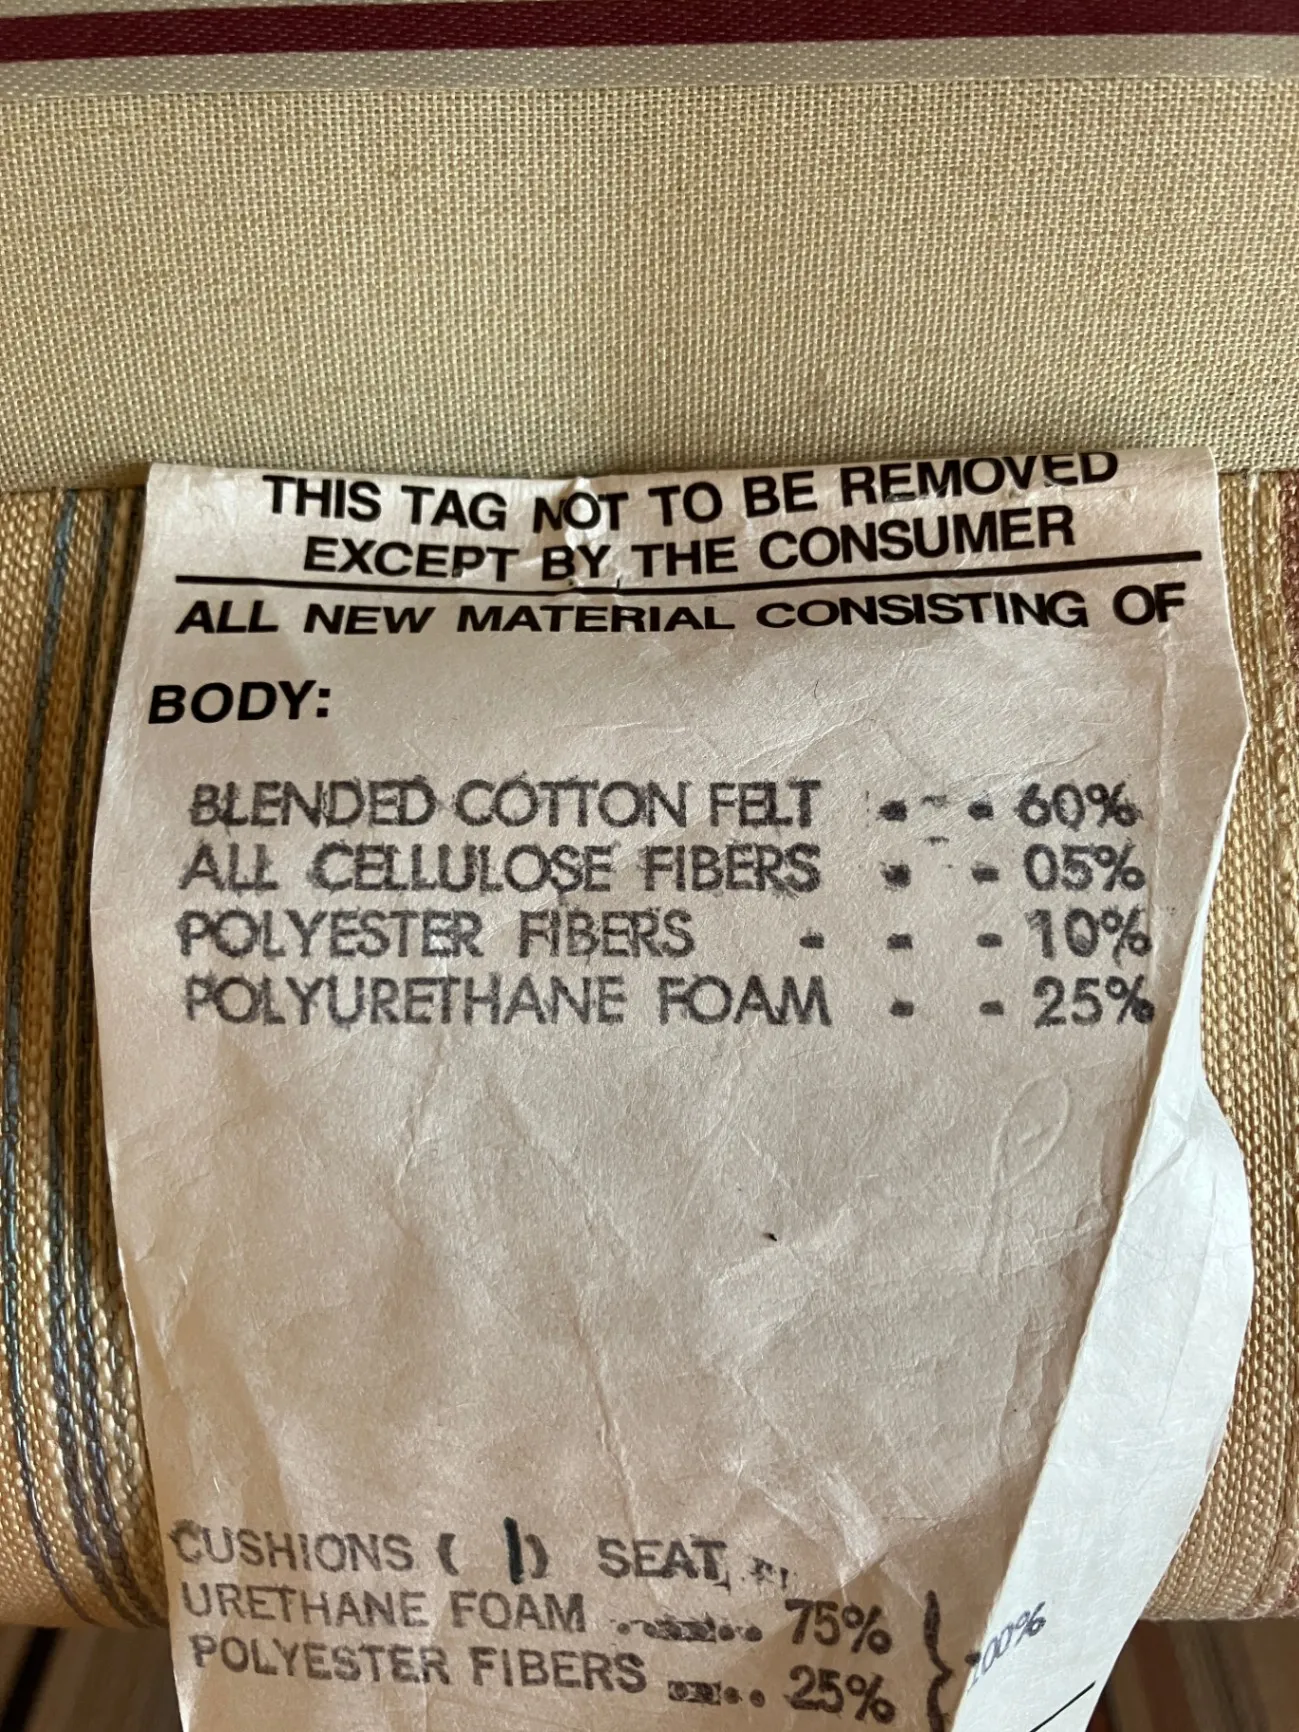 THIS TAG NOT TO BE REMOVED
EXCEPT BY THE CONSUMER
ALL NEW MATERIAL CONSISTING OF
BODY:
BLENDED COTTON FELT - - - 60%
ALL CELLULOSE FIBERS - - 05%
POLYESTER FIBERS - - - 10%
POLYURETHANE FOAM - - 25%
CUSHIONS ( 1) SEAT
URETHANE FOAM ........ 75%
POLYESTER FIBERS ..... 25%
100%